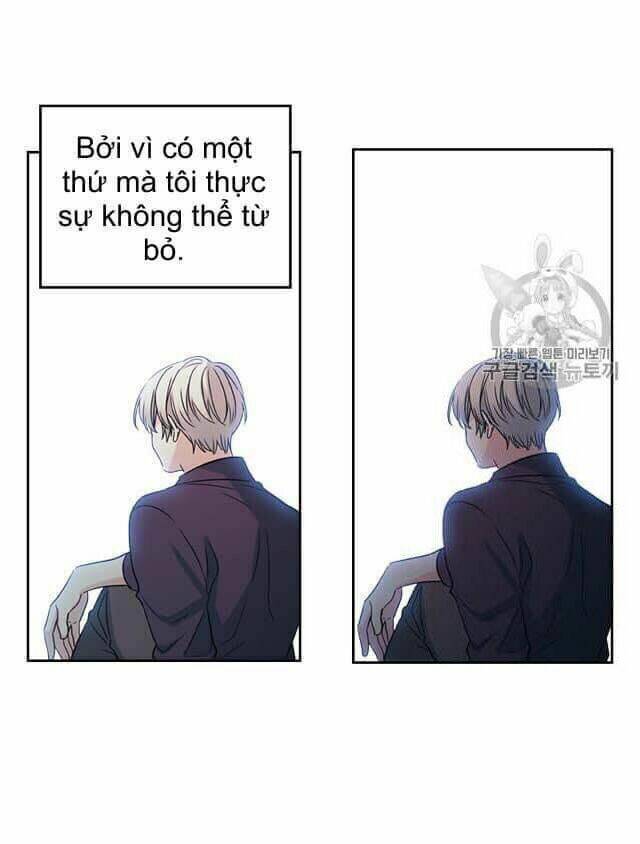 Bởi vì có một
thứ mà tôi thực
sự không thể từ
bỏ.
가장 빠른 웹툰 미리보기
구글검색 뉴토끼